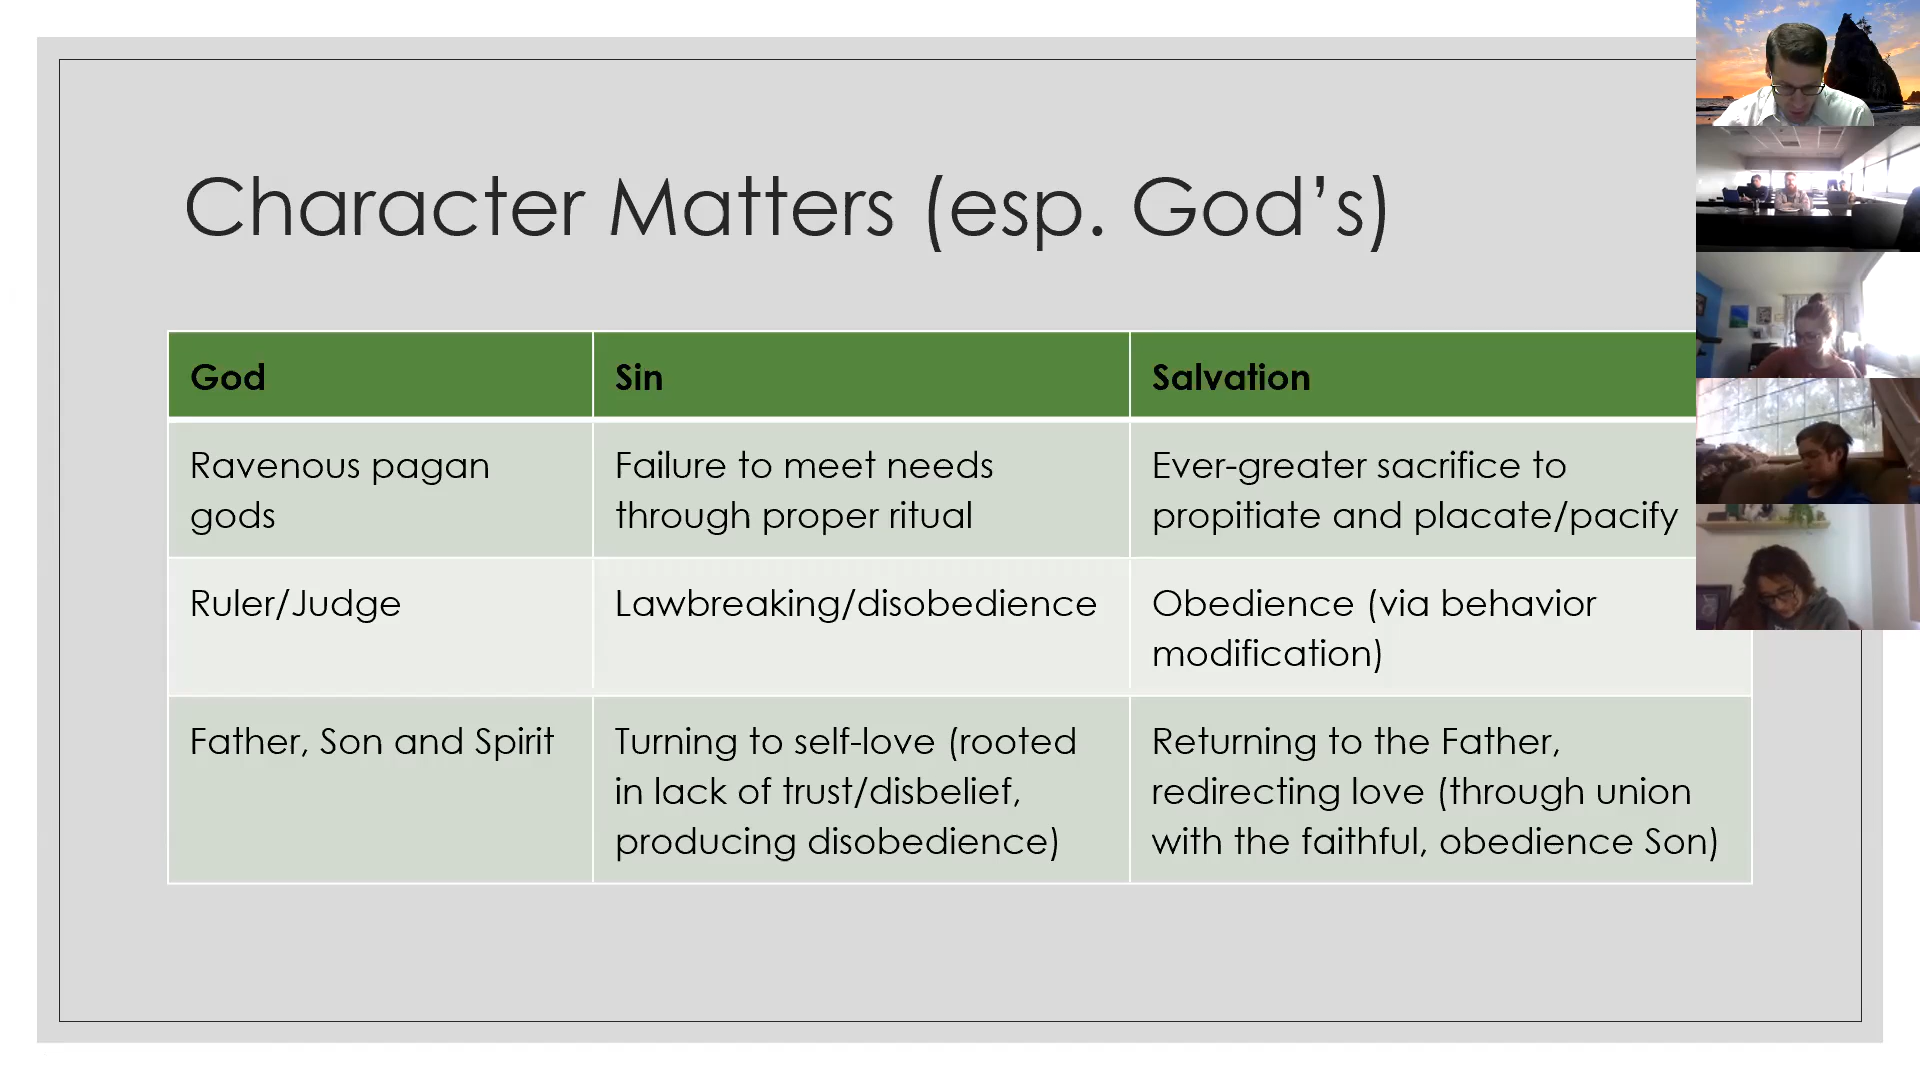 Character Matters (esp. God's)
God
Sin
Salvation
Ravenous pagan
gods
Failure to meet needs
through proper ritual
Ever-greater sacrifice to
propitiate and placate/pacify
Ruler/Judge
Lawbreaking/disobedience
Obedience (via behavior
modification)
Father, Son and Spirit
Turning to self-love (rooted
in lack of trust/disbelief,
producing disobedience)
Returning to the Father,
redirecting love (through union
with the faithful, obedience Son)